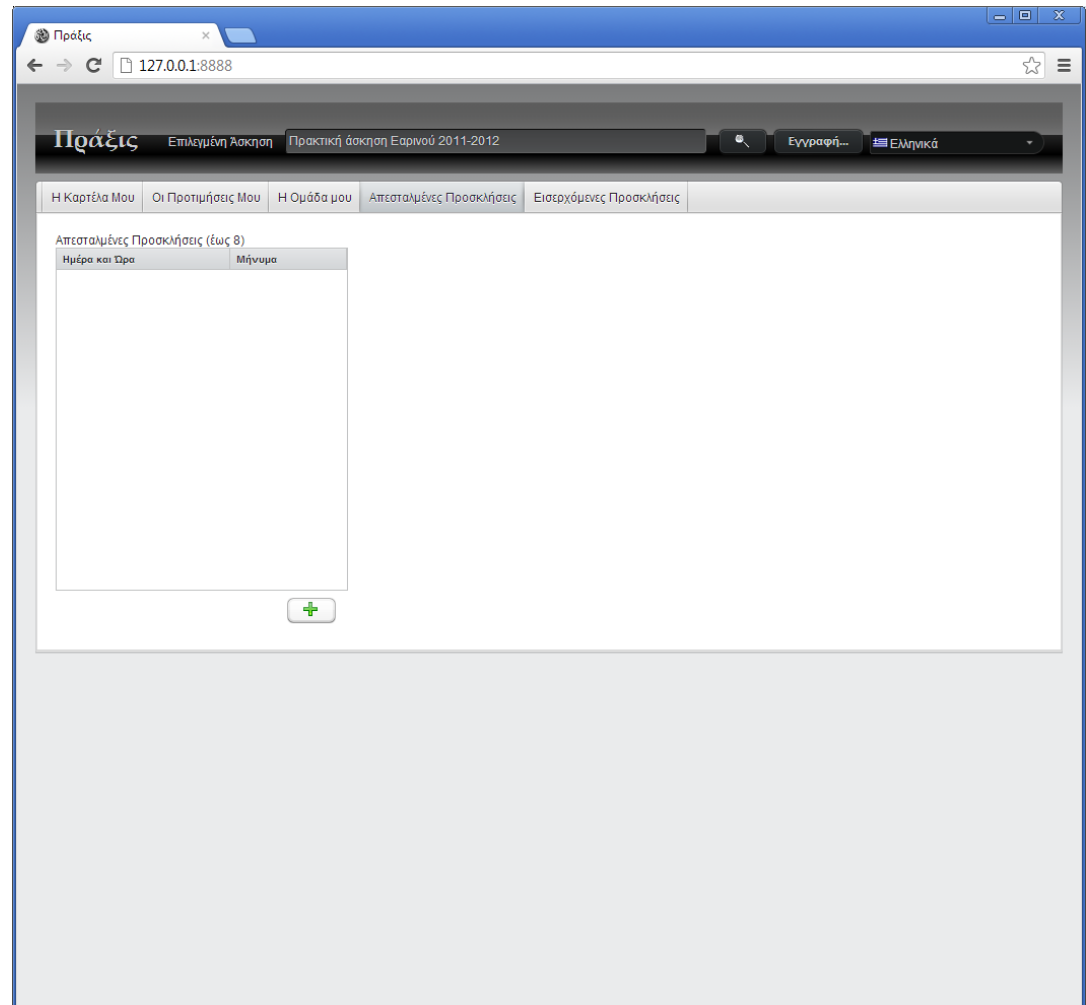 Πράξις
127.0.0.1:8888
Πράξις Επιλεγμένη Άσκηση Πρακτική άσκηση Εαρινού 2011-2012 Εγγραφή... Ελληνικά
Η Καρτέλα Μου Οι Προτιμήσεις Μου Η Ομάδα μου Απεσταλμένες Προσκλήσεις Εισερχόμενες Προσκλήσεις
Απεσταλμένες Προσκλήσεις (έως 8)
Ημέρα και Ώρα Μήνυμα